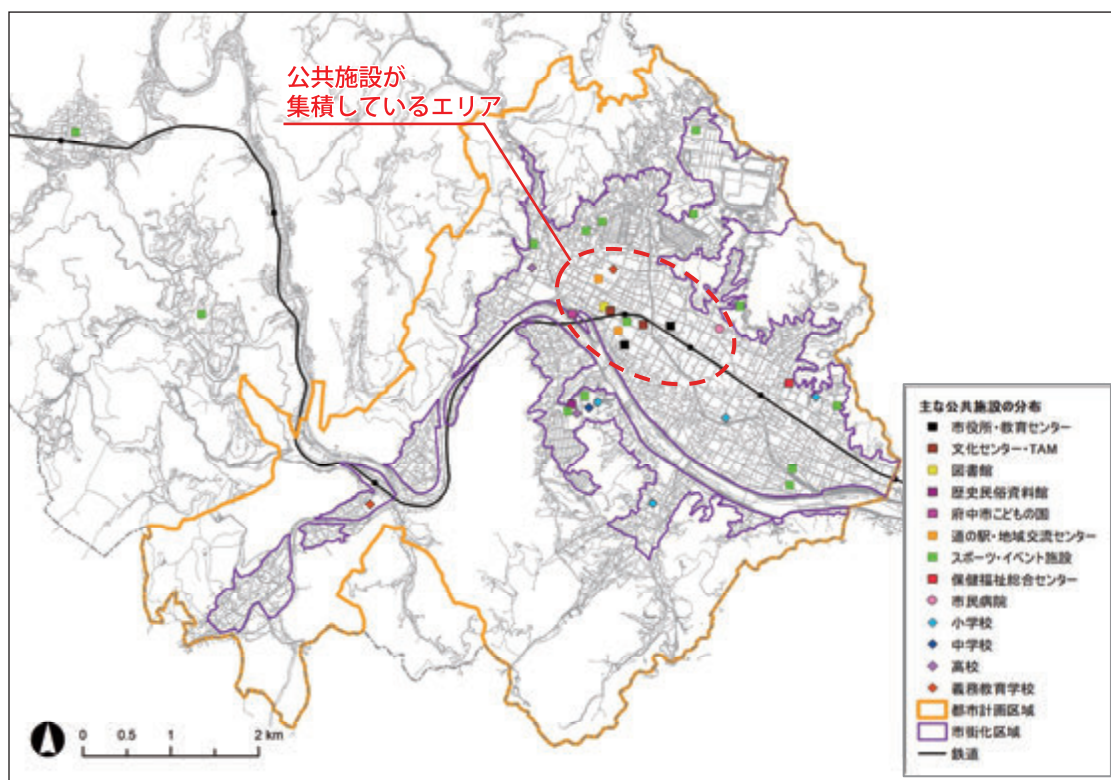 公共施設が
集積しているエリア
主な公共施設の分布
市役所・教育センター
文化センター・TAM
図書館
歴史民俗資料館
府中市こどもの国
道の駅・地域交流センター
スポーツ・イベント施設
保健福祉総合センター
市民病院
小学校
中学校
高校
義務教育学校
都市計画区域
市街化区域
鉄道
0 0.5 1 2 km